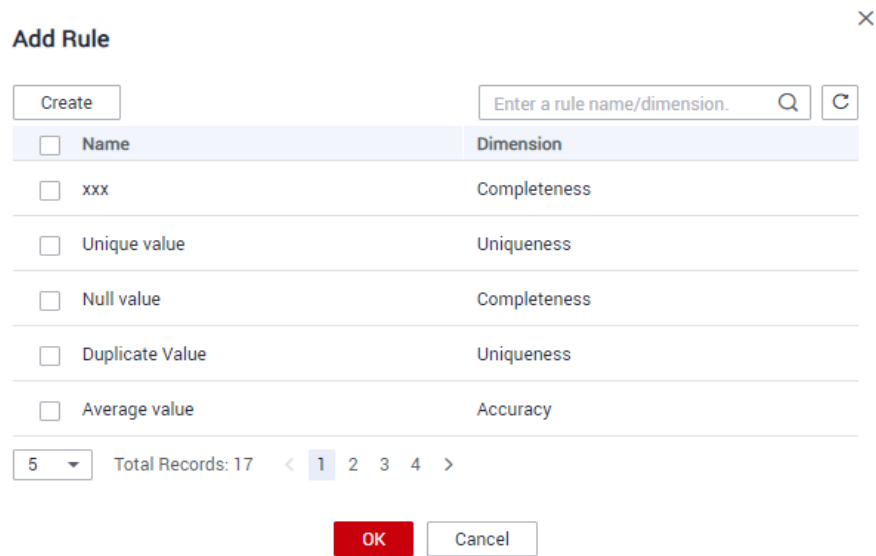 Add Rule
Create
Enter a rule name/dimension.
Name Dimension
xxx Completeness
Unique value Uniqueness
Null value Completeness
Duplicate Value Uniqueness
Average value Accuracy
5 Total Records: 17 < 1 2 3 4 >
OK Cancel